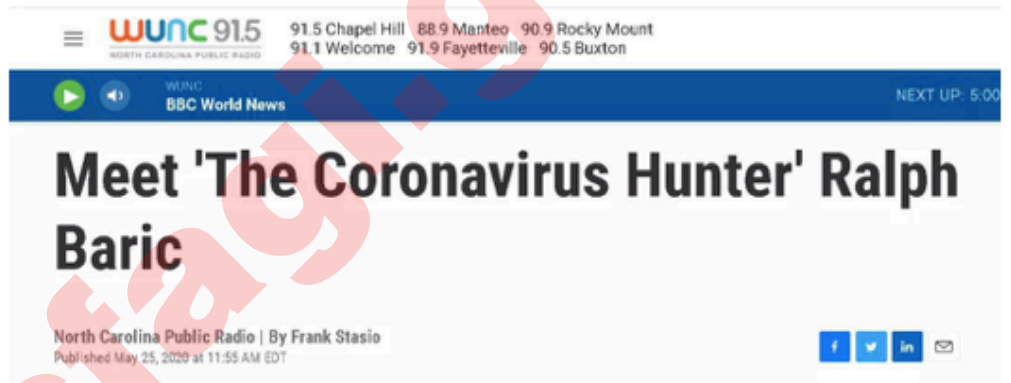 WUNC 91.5
NORTH CAROLINA PUBLIC RADIO
91.5 Chapel Hill 88.9 Manteo 90.9 Rocky Mount
91.1 Welcome 91.9 Fayetteville 90.5 Buxton
WUNC
BBC World News
NEXT UP: 5:00
Meet 'The Coronavirus Hunter' Ralph
Baric
North Carolina Public Radio | By Frank Stasio
Published May 25, 2020 at 11:55 AM EDT